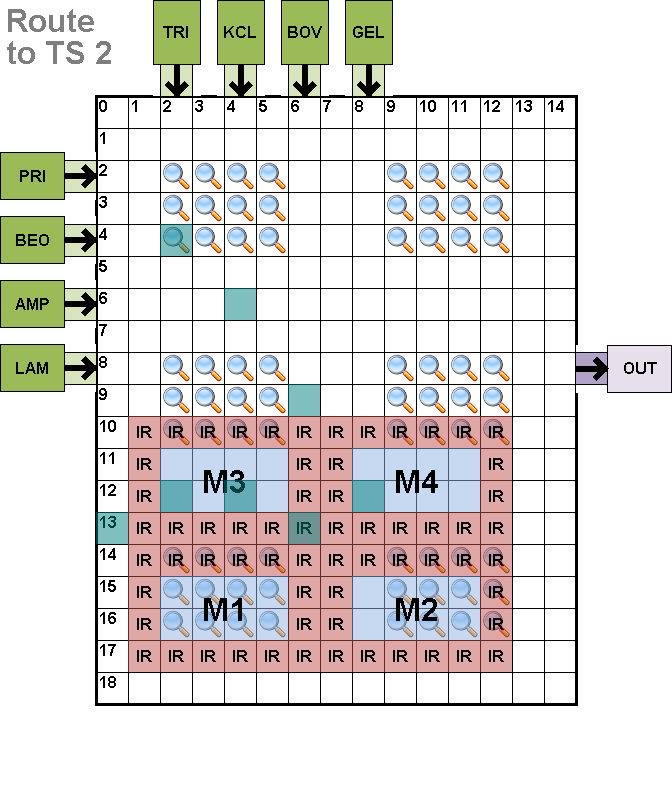 Route
to TS 2
TRI KCL BOV GEL
0 1 2 3 4 5 6 7 8 9 10 11 12 13 14
1
PRI 2
3
BEO 4
5
AMP 6
7
LAM 8 OUT
9
10 IR IR IR IR IR IR IR IR IR IR IR IR
11 IR IR IR IR
M3 M4
12 IR IR IR IR
13 IR IR IR IR IR IR IR IR IR IR IR IR
14 IR IR IR IR IR IR IR IR IR IR IR IR
15 IR IR IR IR
M1 M2
16 IR IR IR IR
17 IR IR IR IR IR IR IR IR IR IR IR IR
18